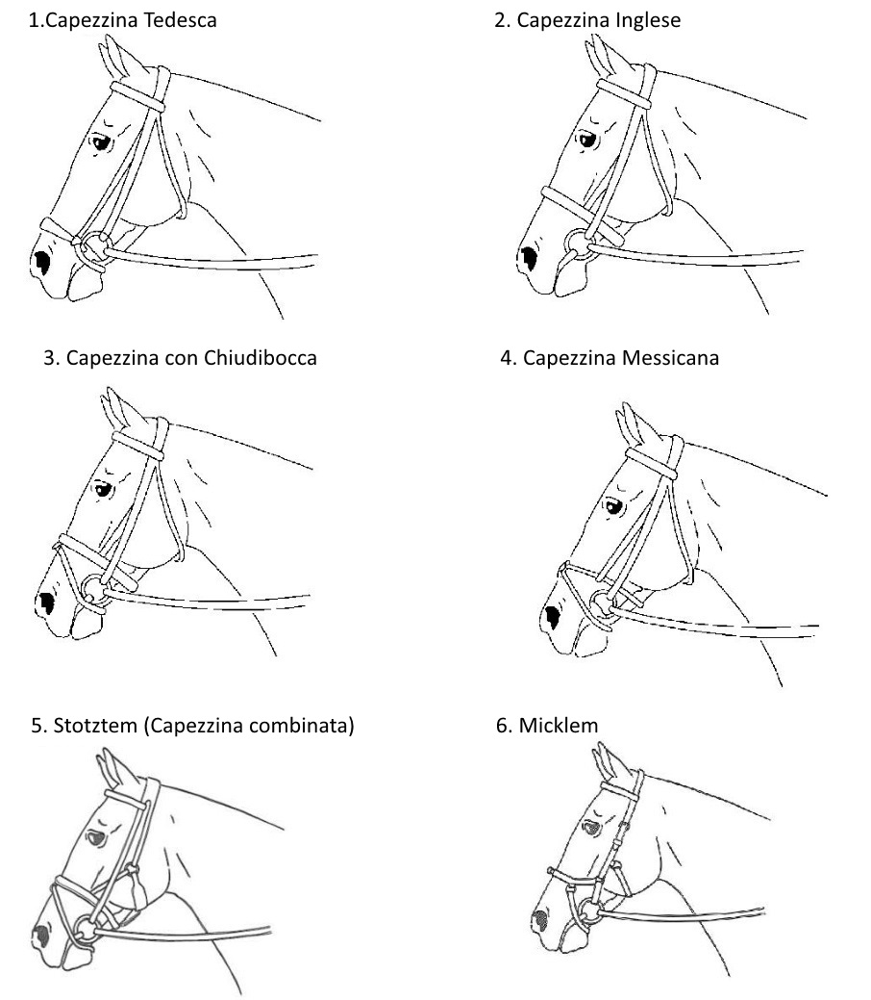 1.Capezzina Tedesca
2. Capezzina Inglese
3. Capezzina con Chiudibocca
4. Capezzina Messicana
5. Stotztem (Capezzina combinata)
6. Micklem